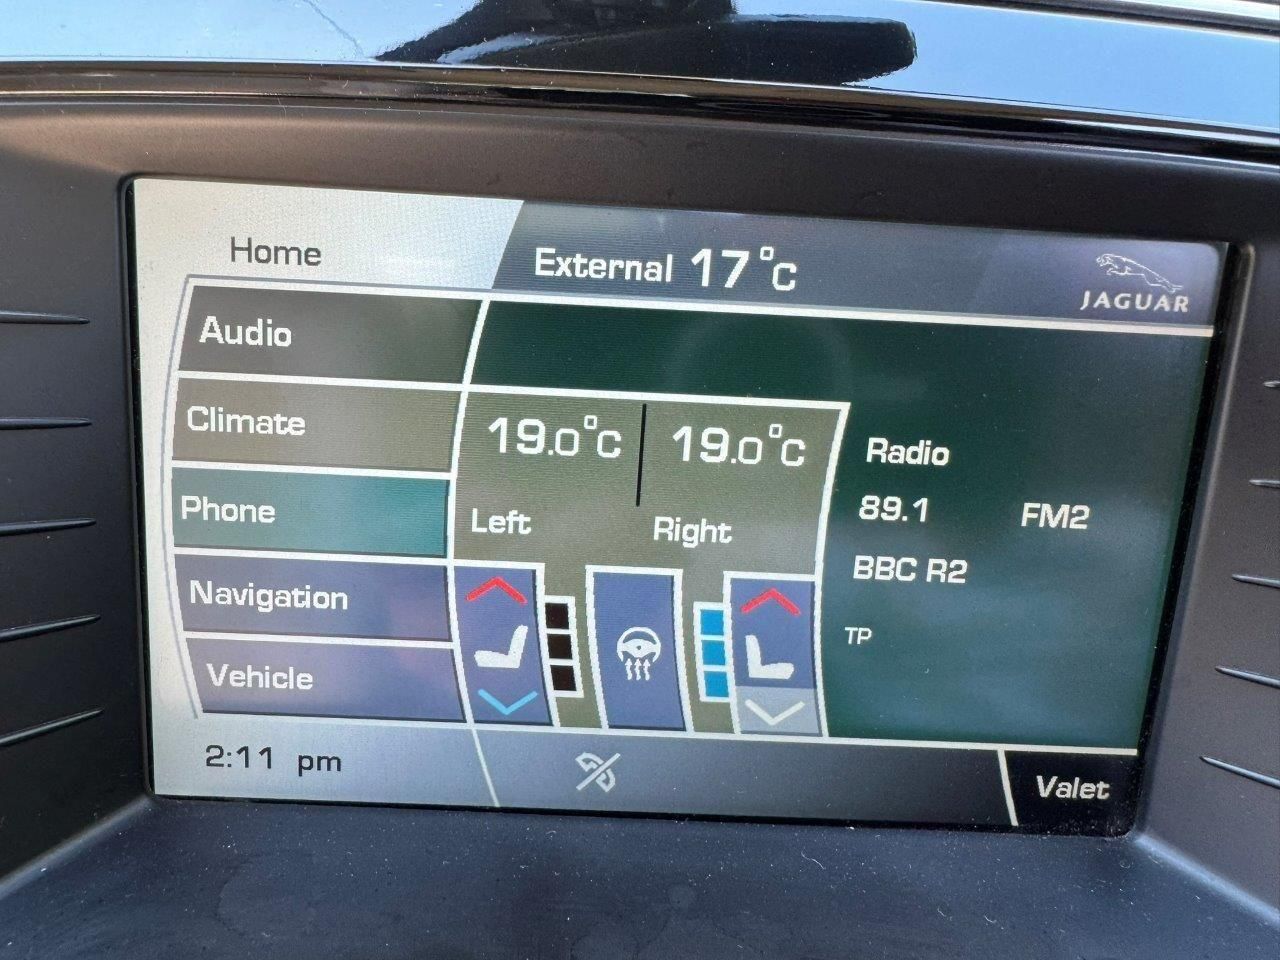 Home
External 17°C
JAGUAR
Audio
Climate
Phone
Navigation
Vehicle
19.0°C
19.0°C
Left
Right
Radio
89.1 FM2
BBC R2
TP
2:11 pm
Valet